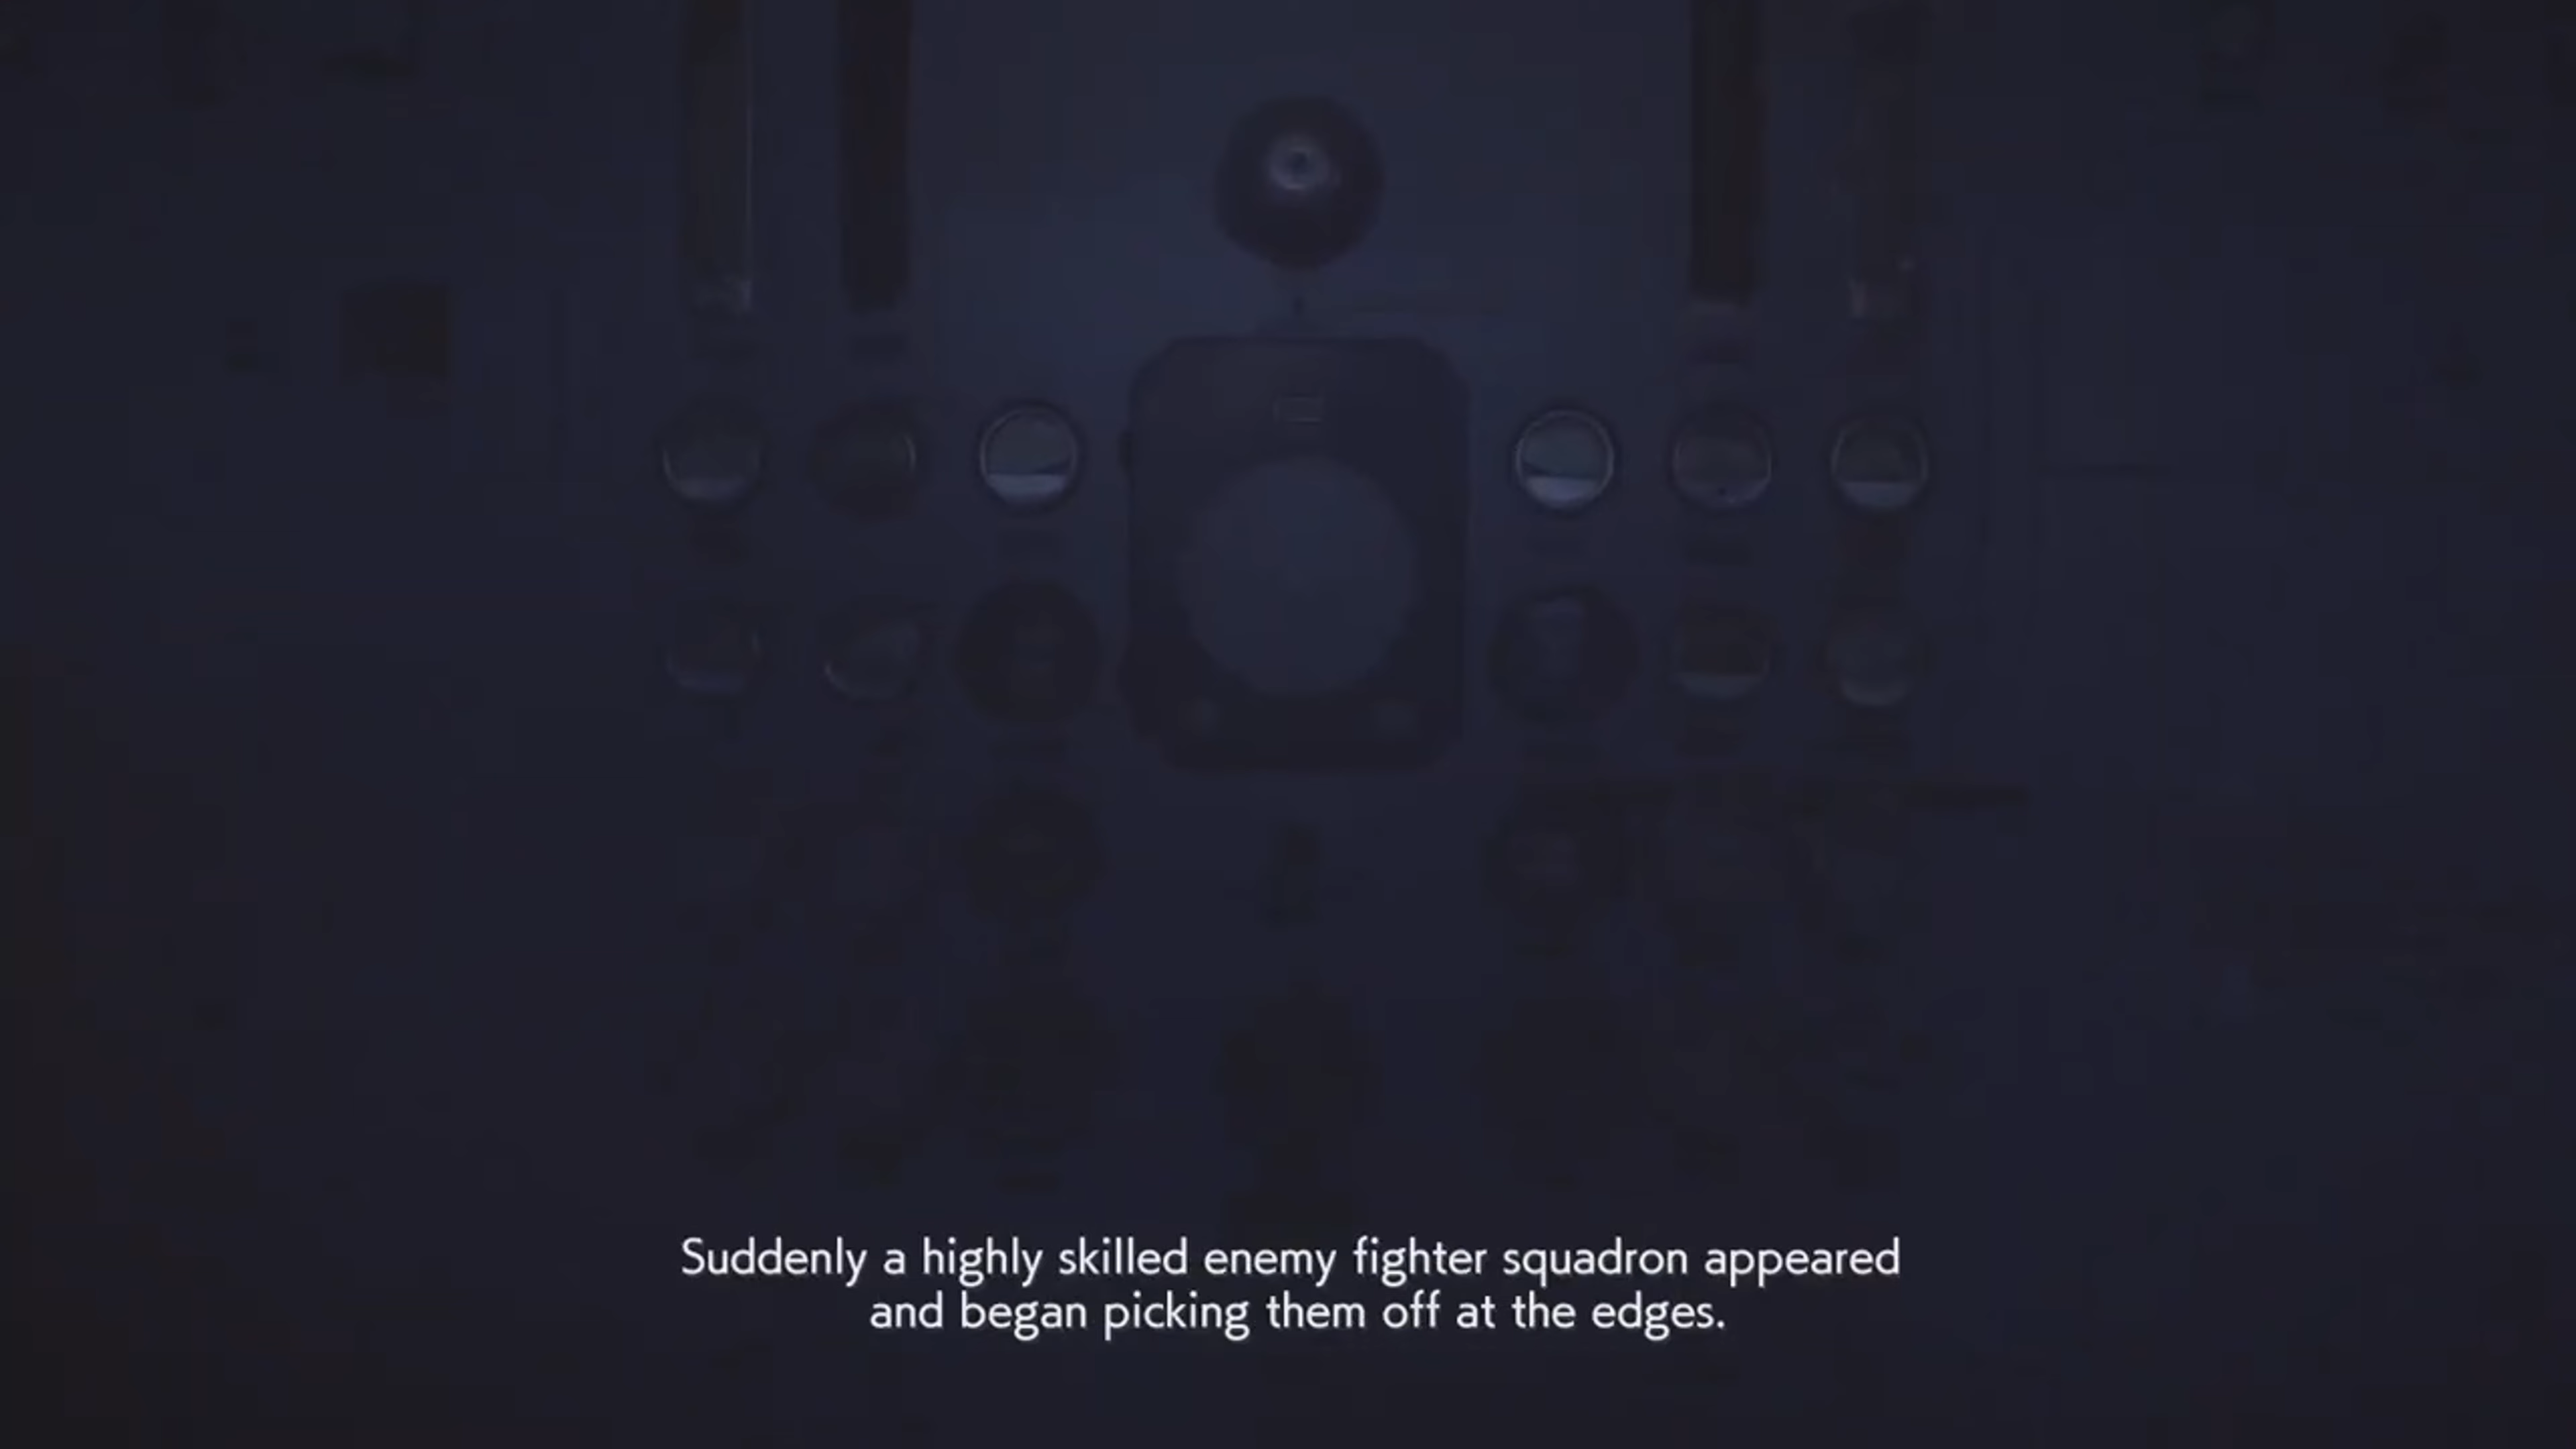 Suddenly a highly skilled enemy fighter squadron appeared
and began picking them off at the edges.